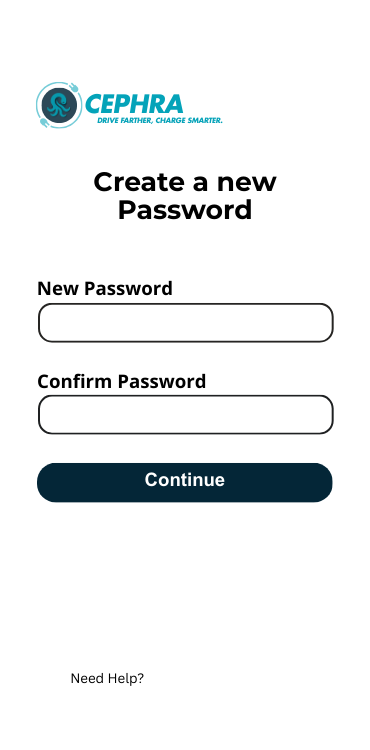 CEPHRA
DRIVE FARTHER, CHARGE SMARTER.
Create a new
Password
New Password
Confirm Password
Continue
Need Help?